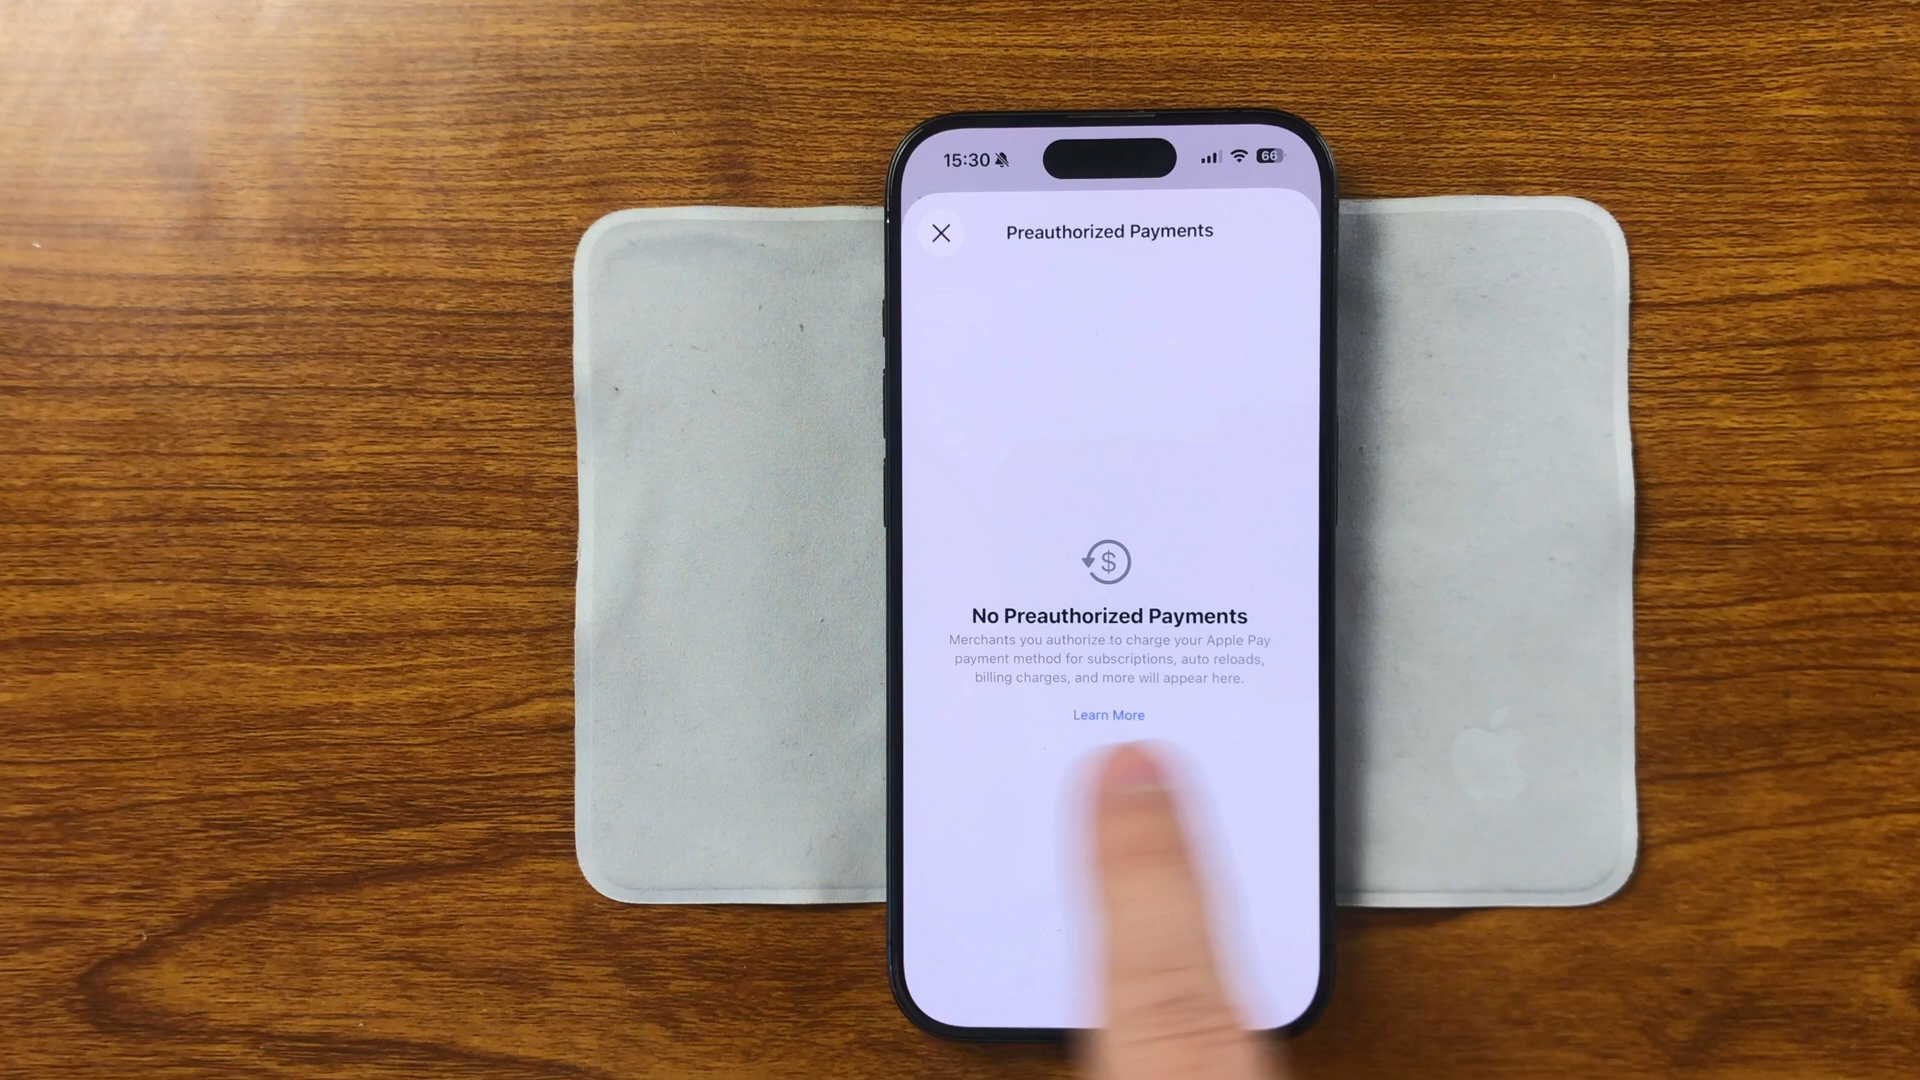 15:30
66
Preauthorized Payments
$
No Preauthorized Payments
Merchants you authorize to charge your Apple Pay
payment method for subscriptions, auto reloads,
billing charges, and more will appear here.
Learn More